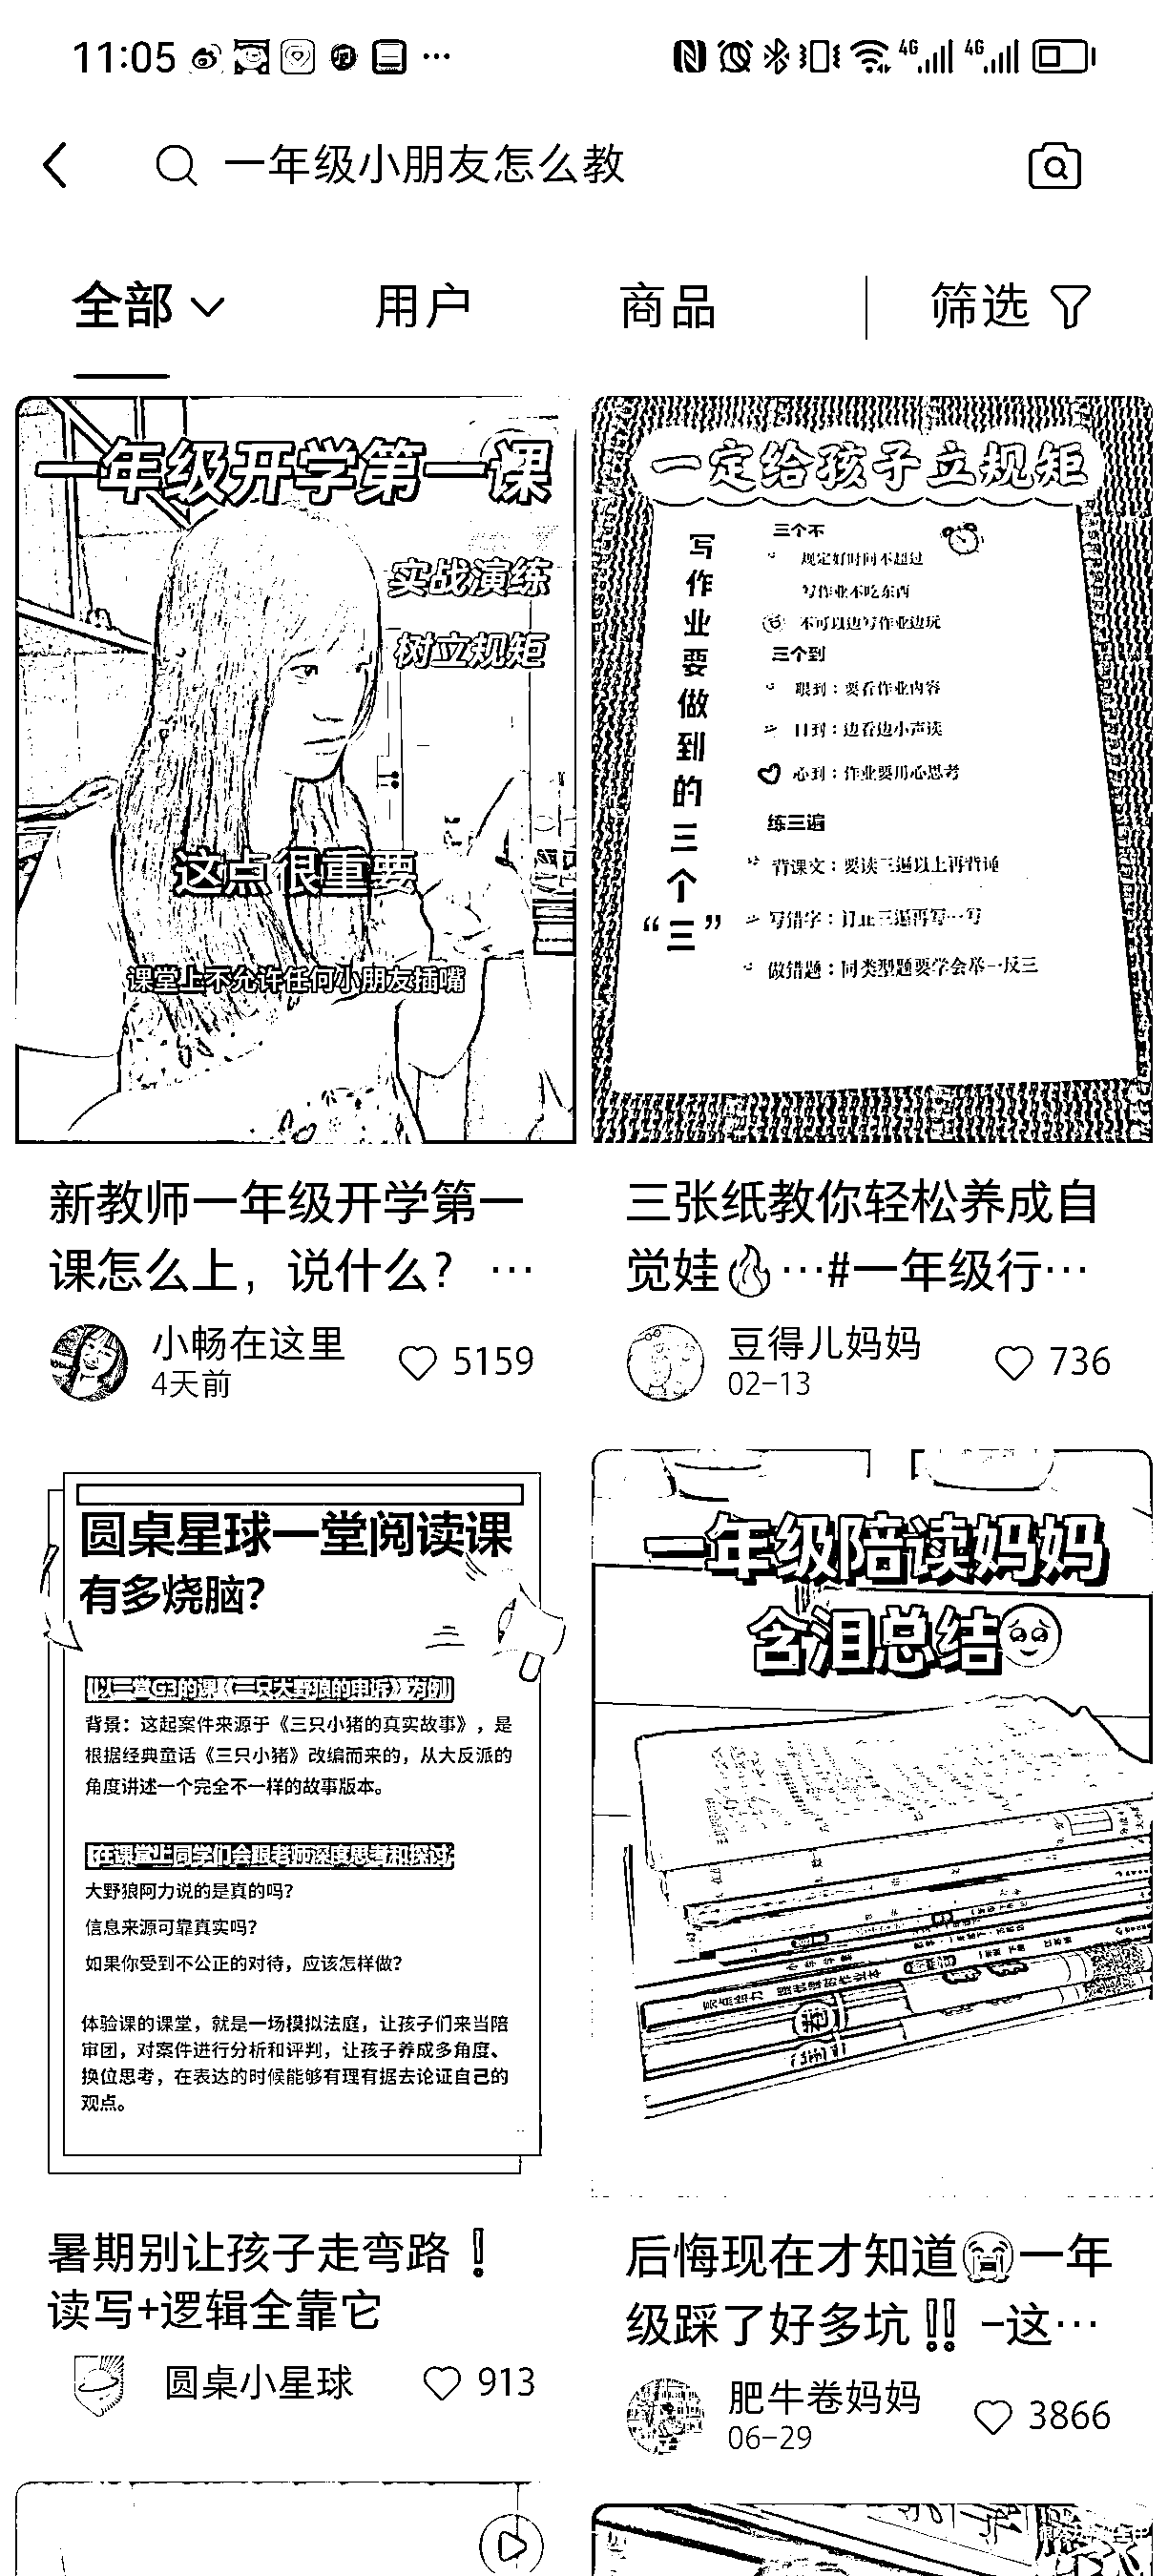 11:05
4G
4G
一年级小朋友怎么教
全部
用户
商品
筛选
一年级开学第一课
实战演练
树立规矩
这点很重要
课堂上不允许任何小朋友插嘴
新教师一年级开学第一
课怎么上，说什么？ …
小畅在这里
4天前
5159
一定给孩子立规矩
写作业要做到的三个“三”
三个不
规定好时间不超过
写作业不吃东西
不可以边写作业边玩
三个到
眼到：要看作业内容
口到：边看边小声读
心到：作业要用心思考
练三遍
背课文：要读三遍以上再背诵
写错字：订正三遍再写一写
做错题：同类型题要学会举一反三
三张纸教你轻松养成自
觉娃🔥…#一年级行…
豆得儿妈妈
02-13
736
圆桌星球一堂阅读课
有多烧脑？
(以一堂G3的课《三只大野狼的申诉》为例)
背景：这起案件来源于《三只小猪的真实故事》，是
根据经典童话《三只小猪》改编而来的，从大反派的
角度讲述一个完全不一样的故事版本。
在课堂上同学们会跟老师深度思考和探讨:
大野狼阿力说的是真的吗？
信息来源可靠真实吗？
如果你受到不公正的对待，应该怎样做？
体验课的课堂，就是一场模拟法庭，让孩子们来当陪
审团，对案件进行分析和评判，让孩子养成多角度、
换位思考，在表达的时候能够有理有据去论证自己的
观点。
暑期别让孩子走弯路❗
读写+逻辑全靠它
圆桌小星球
913
一年级陪读妈妈
含泪总结🥹
后悔现在才知道😭一年
级踩了好多坑‼️ -这…
肥牛卷妈妈
06-29
3866